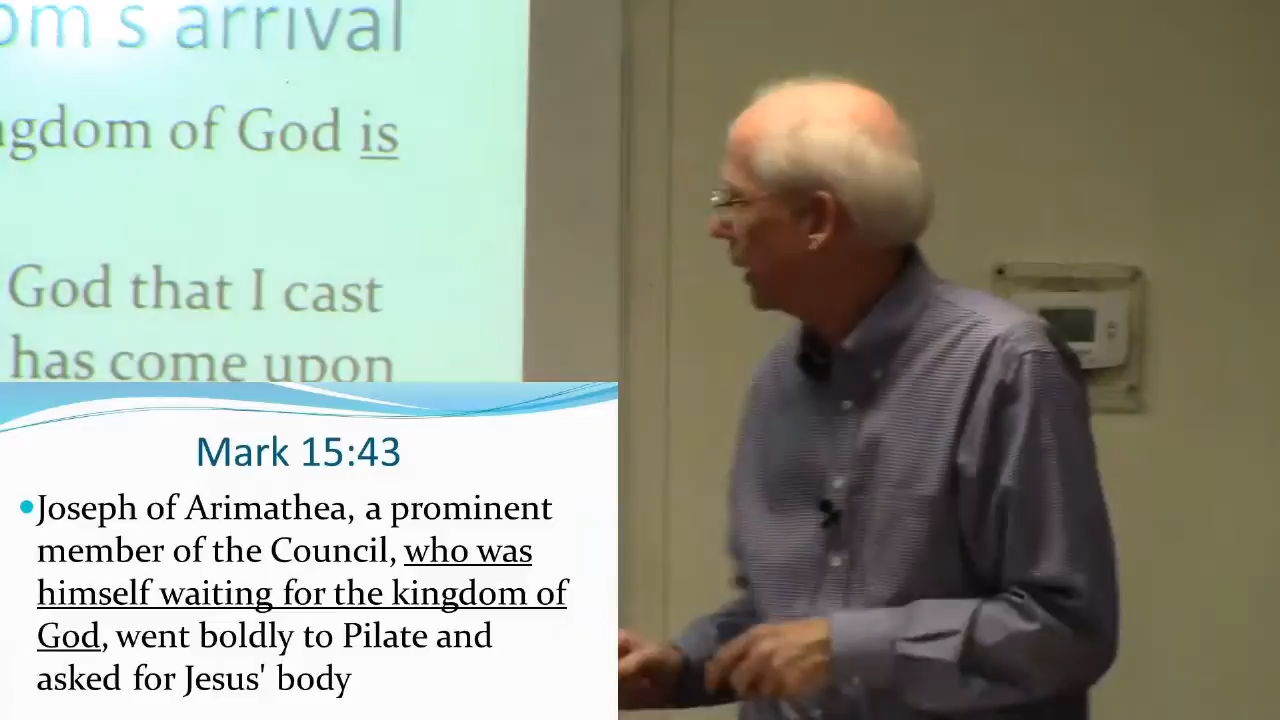 arrival
of God is
God that I cast
has come upon
Mark 15:43
•Joseph of Arimathea, a prominent
member of the Council, who was
himself waiting for the kingdom of
God, went boldly to Pilate and
asked for Jesus' body